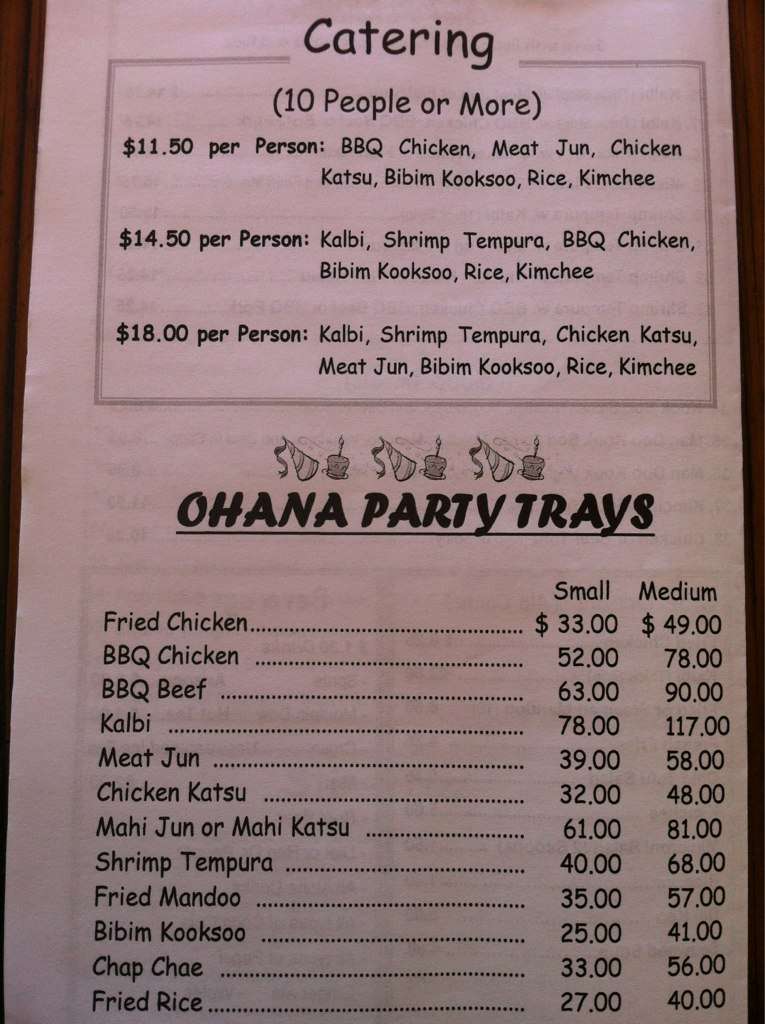 Catering
(10 People or More)
$11.50 per Person: BBQ Chicken, Meat Jun, Chicken
Katsu, Bibim Kooksoo, Rice, Kimchee
$14.50 per Person: Kalbi, Shrimp Tempura, BBQ Chicken,
Bibim Kooksoo, Rice, Kimchee
$18.00 per Person: Kalbi, Shrimp Tempura, Chicken Katsu,
Meat Jun, Bibim Kooksoo, Rice, Kimchee
OHANA PARTY TRAYS
Small Medium
Fried Chicken $ 33.00 $ 49.00
BBQ Chicken 52.00 78.00
BBQ Beef 63.00 90.00
Kalbi 78.00 117.00
Meat Jun 39.00 58.00
Chicken Katsu 32.00 48.00
Mahi Jun or Mahi Katsu 61.00 81.00
Shrimp Tempura 40.00 68.00
Fried Mandoo 35.00 57.00
Bibim Kooksoo 25.00 41.00
Chap Chae 33.00 56.00
Fried Rice 27.00 40.00